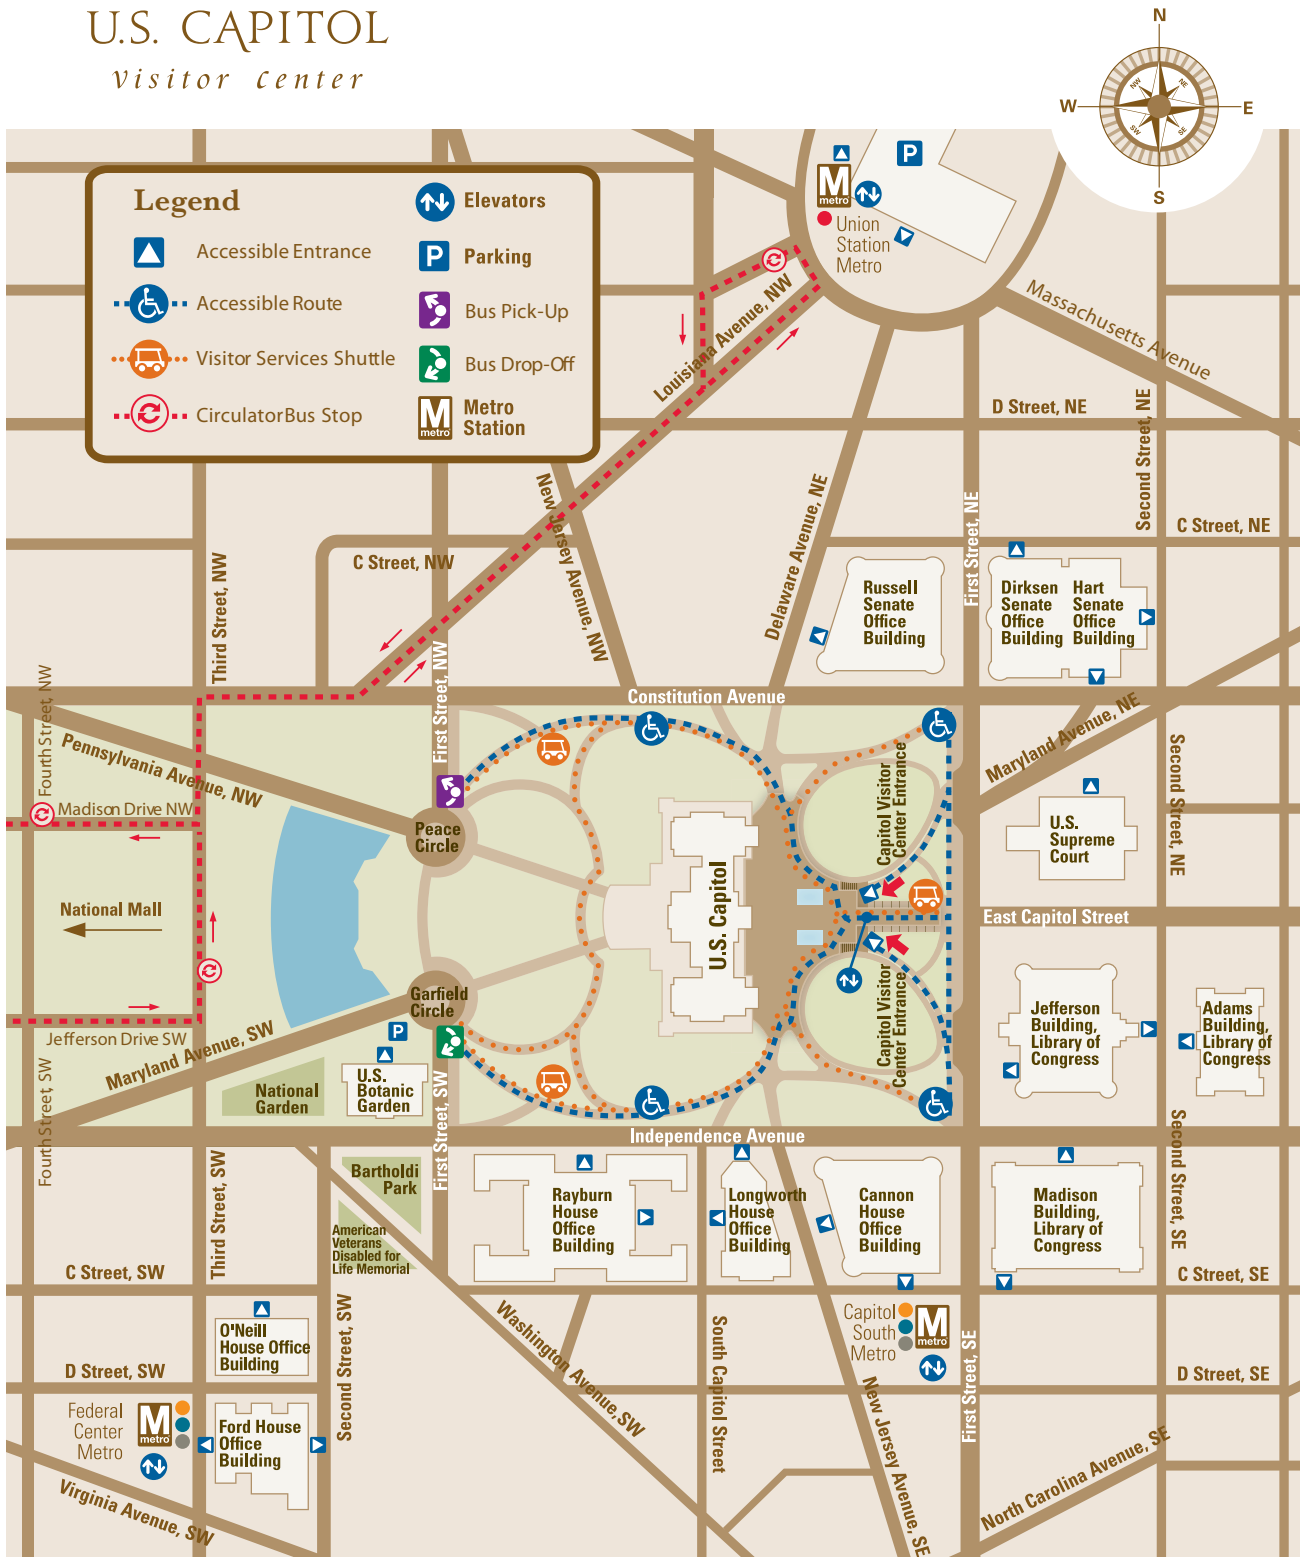 U.S. CAPITOL
visitor center
N
NW
NE
W
E
SW
SE
S
Legend
Accessible Entrance
Accessible Route
Visitor Services Shuttle
CirculatorBus Stop
Elevators
P
Parking
Bus Pick-Up
Bus Drop-Off
M
metro
Metro
Station
P
M
metro
Union
Station
Metro
Massachusetts Avenue
Louisiana Avenue, NW
D Street, NE
Second Street, NE
C Street, NE
First Street, NE
Delaware Avenue, NE
New Jersey Avenue, NW
C Street, NW
Third Street, NW
First Street, NW
Fourth Street, NW
Russell
Senate
Office
Building
Dirksen
Senate
Office
Building
Hart
Senate
Office
Building
Constitution Avenue
Maryland Avenue, NE
Second Street, NE
Pennsylvania Avenue, NW
Madison Drive NW
Peace
Circle
Capitol Visitor
Center Entrance
U.S.
Supreme
Court
U.S. Capitol
National Mall
East Capitol Street
Garfield
Circle
Capitol Visitor
Center Entrance
Jefferson
Building,
Library of
Congress
Adams
Building,
Library of
Congress
Jefferson Drive SW
Maryland Avenue, SW
P
U.S.
Botanic
Garden
National
Garden
Fourth Street, SW
First Street, SW
Independence Avenue
Second Street, SE
Third Street, SW
Bartholdi
Park
American
Veterans
Disabled for
Life Memorial
Rayburn
House
Office
Building
Longworth
House
Office
Building
Cannon
House
Office
Building
Madison
Building,
Library of
Congress
C Street, SW
C Street, SE
O'Neill
House Office
Building
Second Street, SW
Washington Avenue, SW
South Capitol Street
Capitol
South
Metro
M
metro
First Street, SE
New Jersey Avenue, SE
D Street, SW
D Street, SE
Federal
Center
Metro
M
metro
Ford House
Office
Building
Virginia Avenue, SW
North Carolina Avenue, SE